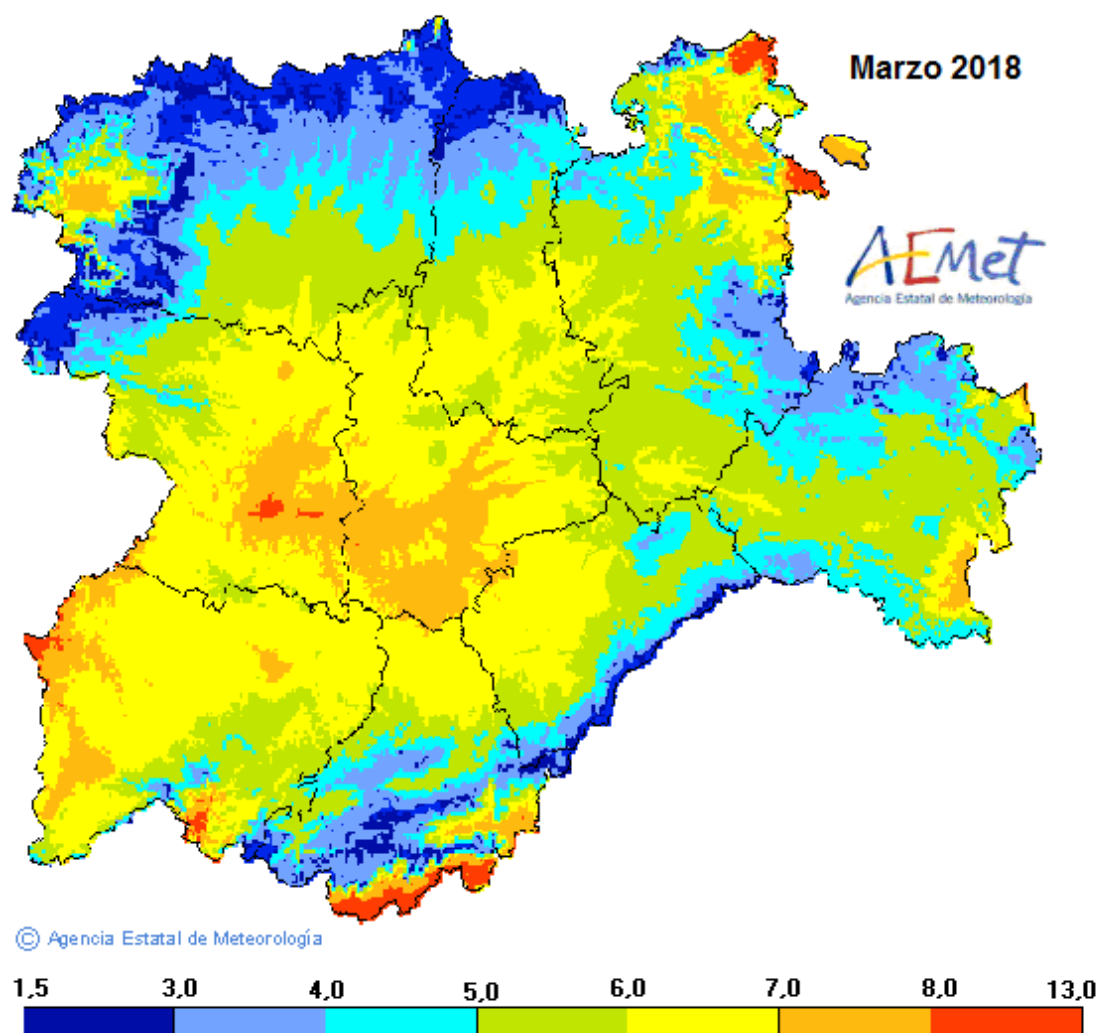 Marzo 2018
AEMet
Agencia Estatal de Meteorología
© Agencia Estatal de Meteorología
1,5 3,0 4,0 5,0 6,0 7,0 8,0 13,0